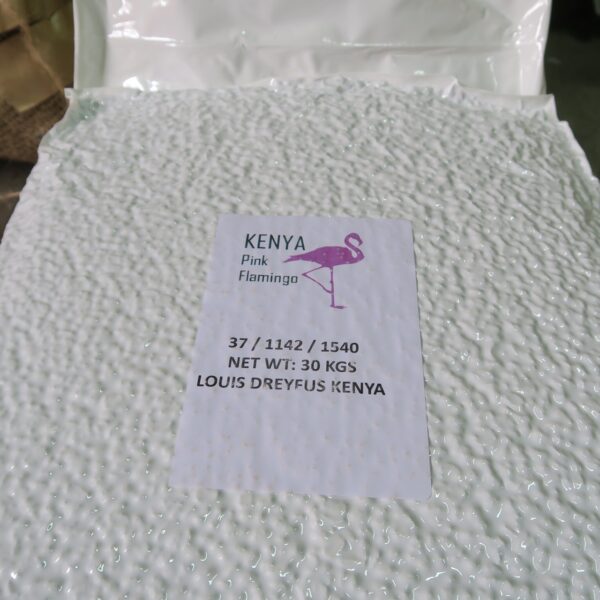 KENYA
Pink
Flamingo
37 / 1142 / 1540
NET WT: 30 KGS
LOUIS DREYFUS KENYA